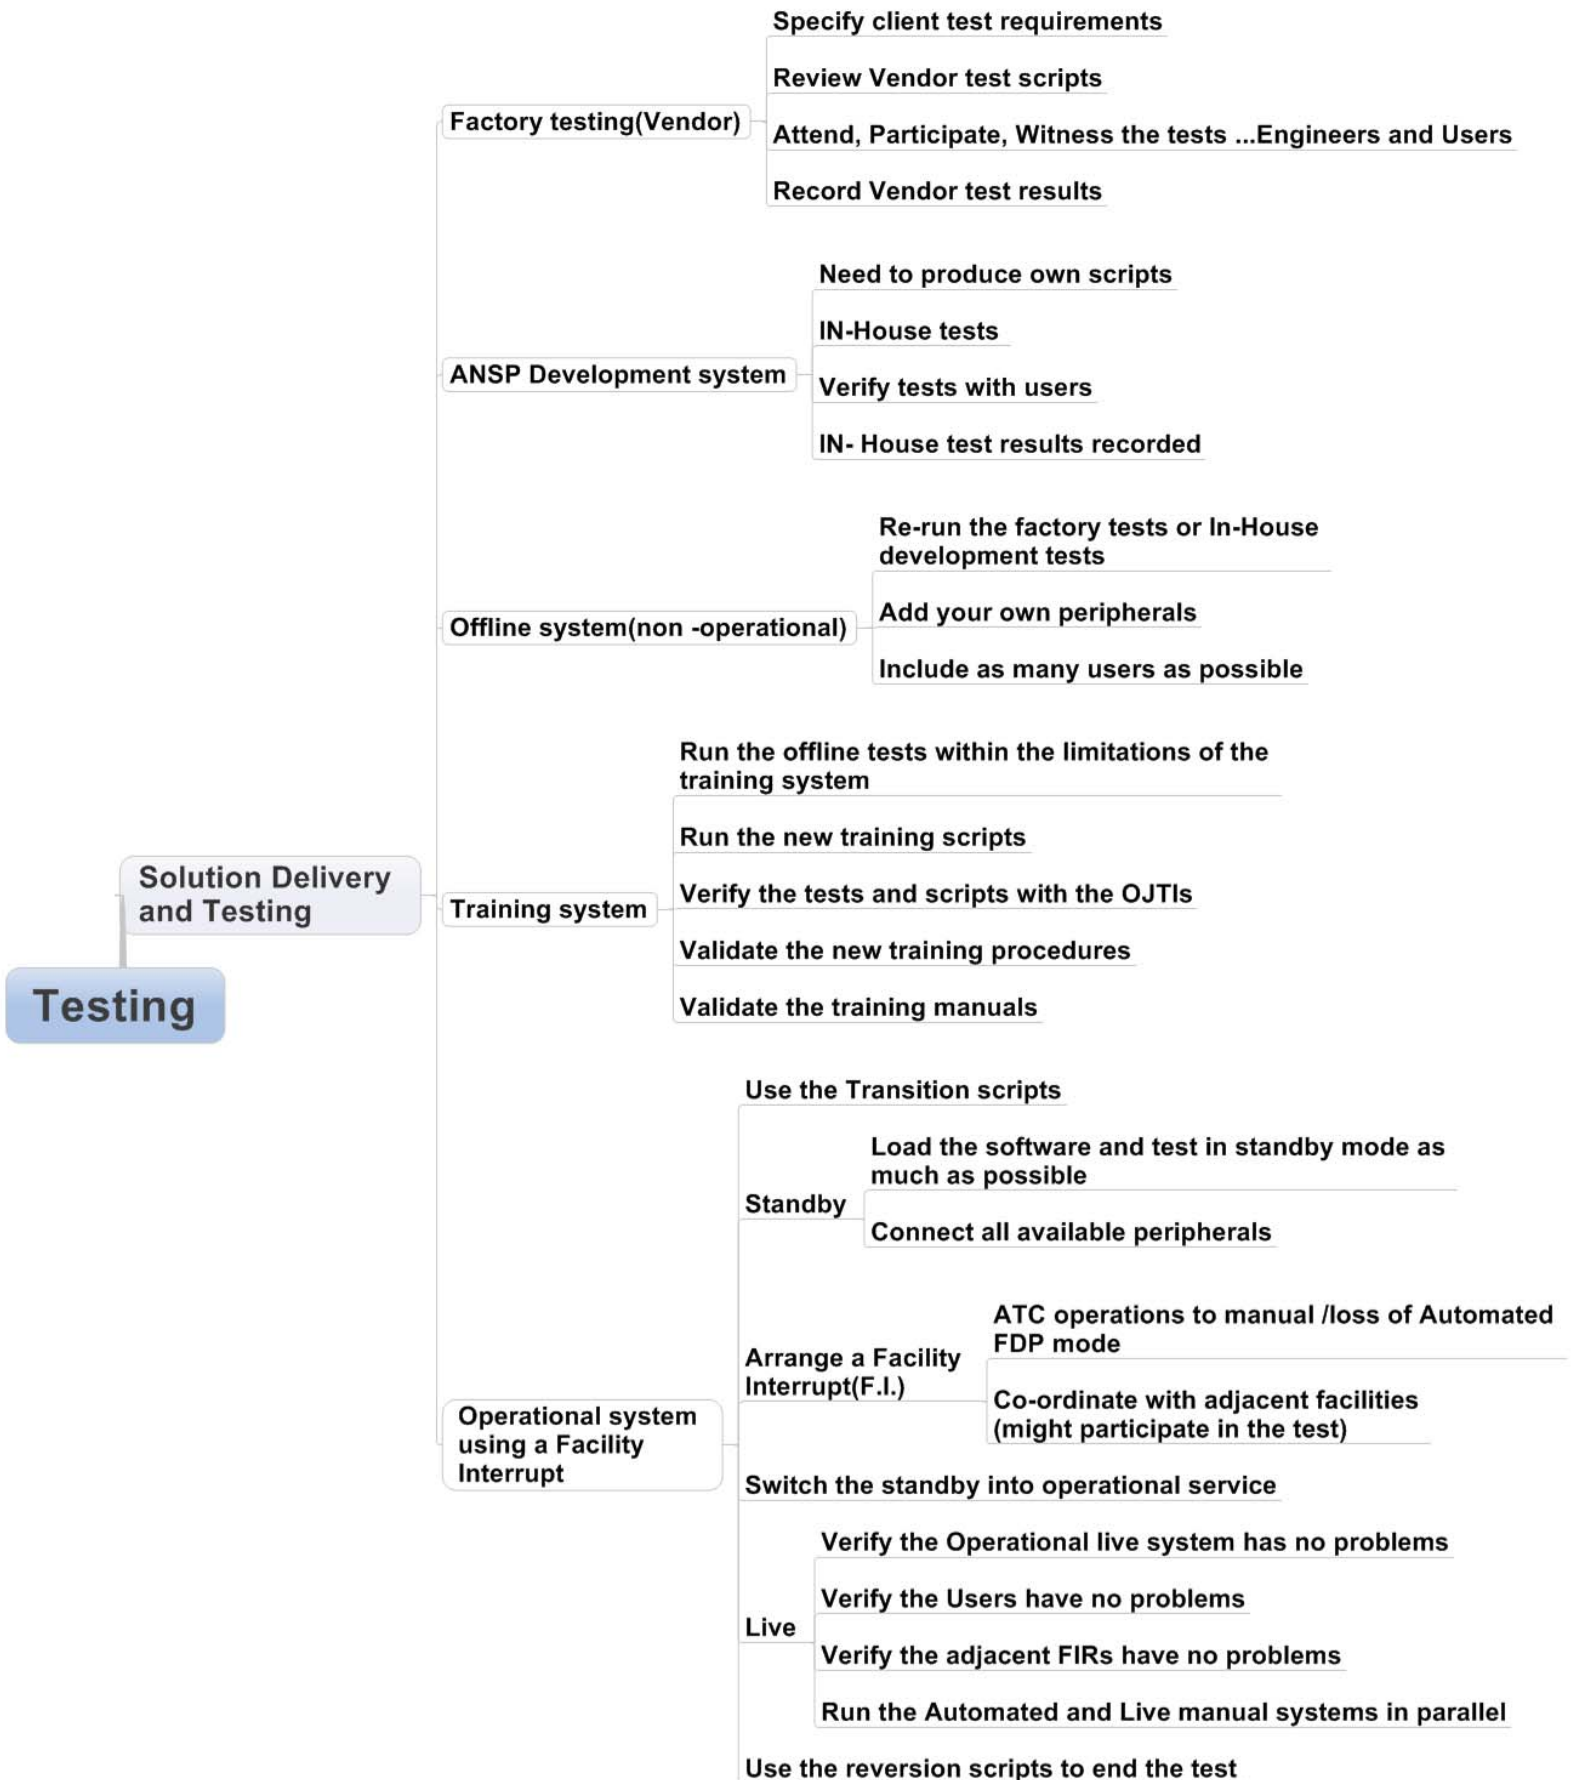 Specify client test requirements
Review Vendor test scripts
Factory testing(Vendor)
Attend, Participate, Witness the tests ...Engineers and Users
Record Vendor test results
Need to produce own scripts
IN-House tests
ANSP Development system
Verify tests with users
IN- House test results recorded
Re-run the factory tests or In-House
development tests
Offline system(non -operational)
Add your own peripherals
Include as many users as possible
Run the offline tests within the limitations of the
training system
Run the new training scripts
Solution Delivery
and Testing
Training system
Verify the tests and scripts with the OJTIs
Validate the new training procedures
Validate the training manuals
Testing
Use the Transition scripts
Standby
Load the software and test in standby mode as
much as possible
Connect all available peripherals
Arrange a Facility
Interrupt(F.I.)
ATC operations to manual /loss of Automated
FDP mode
Co-ordinate with adjacent facilities
(might participate in the test)
Operational system
using a Facility
Interrupt
Switch the standby into operational service
Live
Verify the Operational live system has no problems
Verify the Users have no problems
Verify the adjacent FIRs have no problems
Run the Automated and Live manual systems in parallel
Use the reversion scripts to end the test